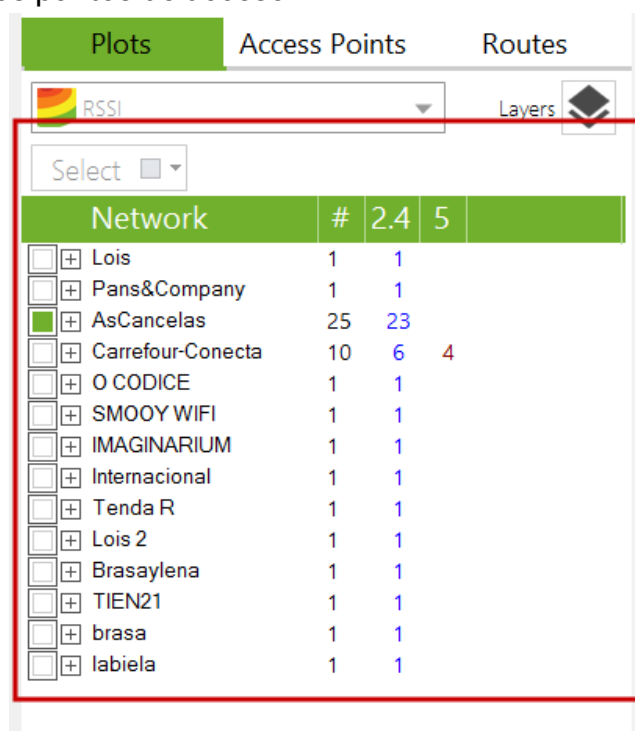 Plots Access Points Routes
RSSI Layers
Select
Network # 2.4 5
Lois 1 1
Pans&Company 1 1
AsCancelas 25 23
Carrefour-Conecta 10 6 4
O CODICE 1 1
SMOOY WIFI 1 1
IMAGINARIUM 1 1
Internacional 1 1
Tenda R 1 1
Lois 2 1 1
Brasaylena 1 1
TIEN21 1 1
brasa 1 1
labiela 1 1